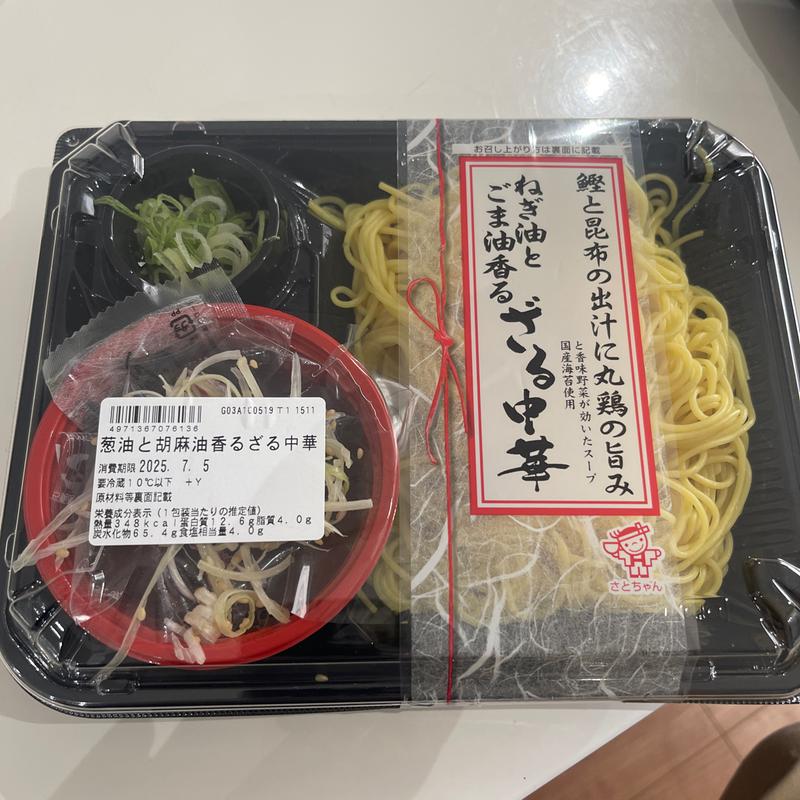 お召し上がり方は裏面に記載
鰹と昆布の出汁に丸鶏の旨み
と香味野菜が効いたスープ
国産海苔使用
ねぎ油と
ごま油香る
ざる中華
さとちゃん
PP
G03A1C0519 T1 1511
4971367076136
葱油と胡麻油香るざる中華
消費期限 2025. 7. 5
要冷蔵10℃以下 +Y
原材料等裏面記載
栄養成分表示(1包装当たりの推定値)
熱量348kcal蛋白質12.6g脂質4.0g
炭水化物65.4g食塩相当量4.0g